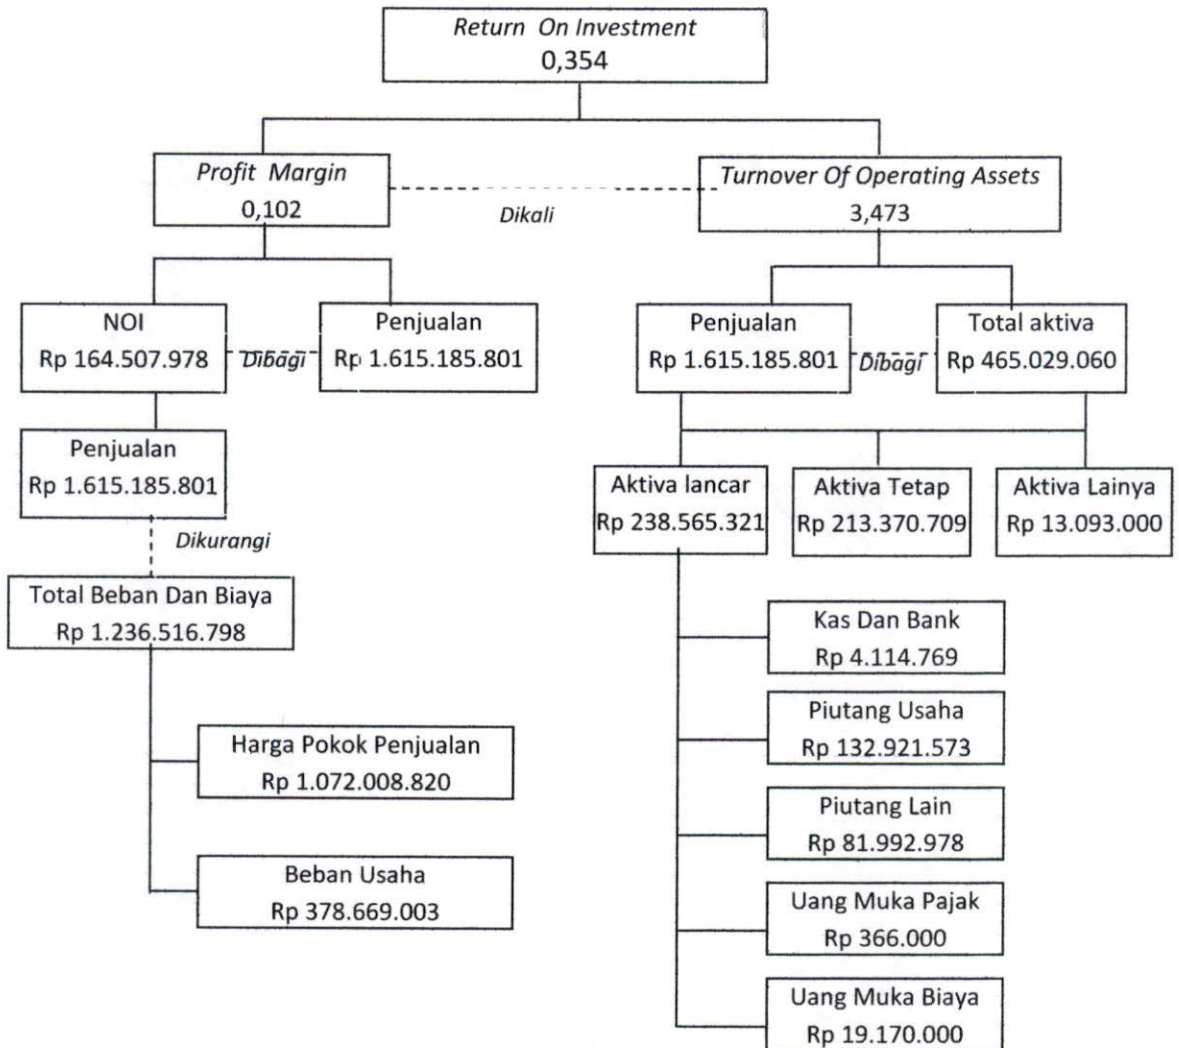 Return On Investment
0,354
Profit Margin
0,102
Dikali
Turnover Of Operating Assets
3,473
NOI
Rp 164.507.978
Dibagi
Penjualan
Rp 1.615.185.801
Penjualan
Rp 1.615.185.801
Dibagi
Total aktiva
Rp 465.029.060
Penjualan
Rp 1.615.185.801
Dikurangi
Total Beban Dan Biaya
Rp 1.236.516.798
Harga Pokok Penjualan
Rp 1.072.008.820
Beban Usaha
Rp 378.669.003
Aktiva lancar
Rp 238.565.321
Aktiva Tetap
Rp 213.370.709
Aktiva Lainya
Rp 13.093.000
Kas Dan Bank
Rp 4.114.769
Piutang Usaha
Rp 132.921.573
Piutang Lain
Rp 81.992.978
Uang Muka Pajak
Rp 366.000
Uang Muka Biaya
Rp 19.170.000